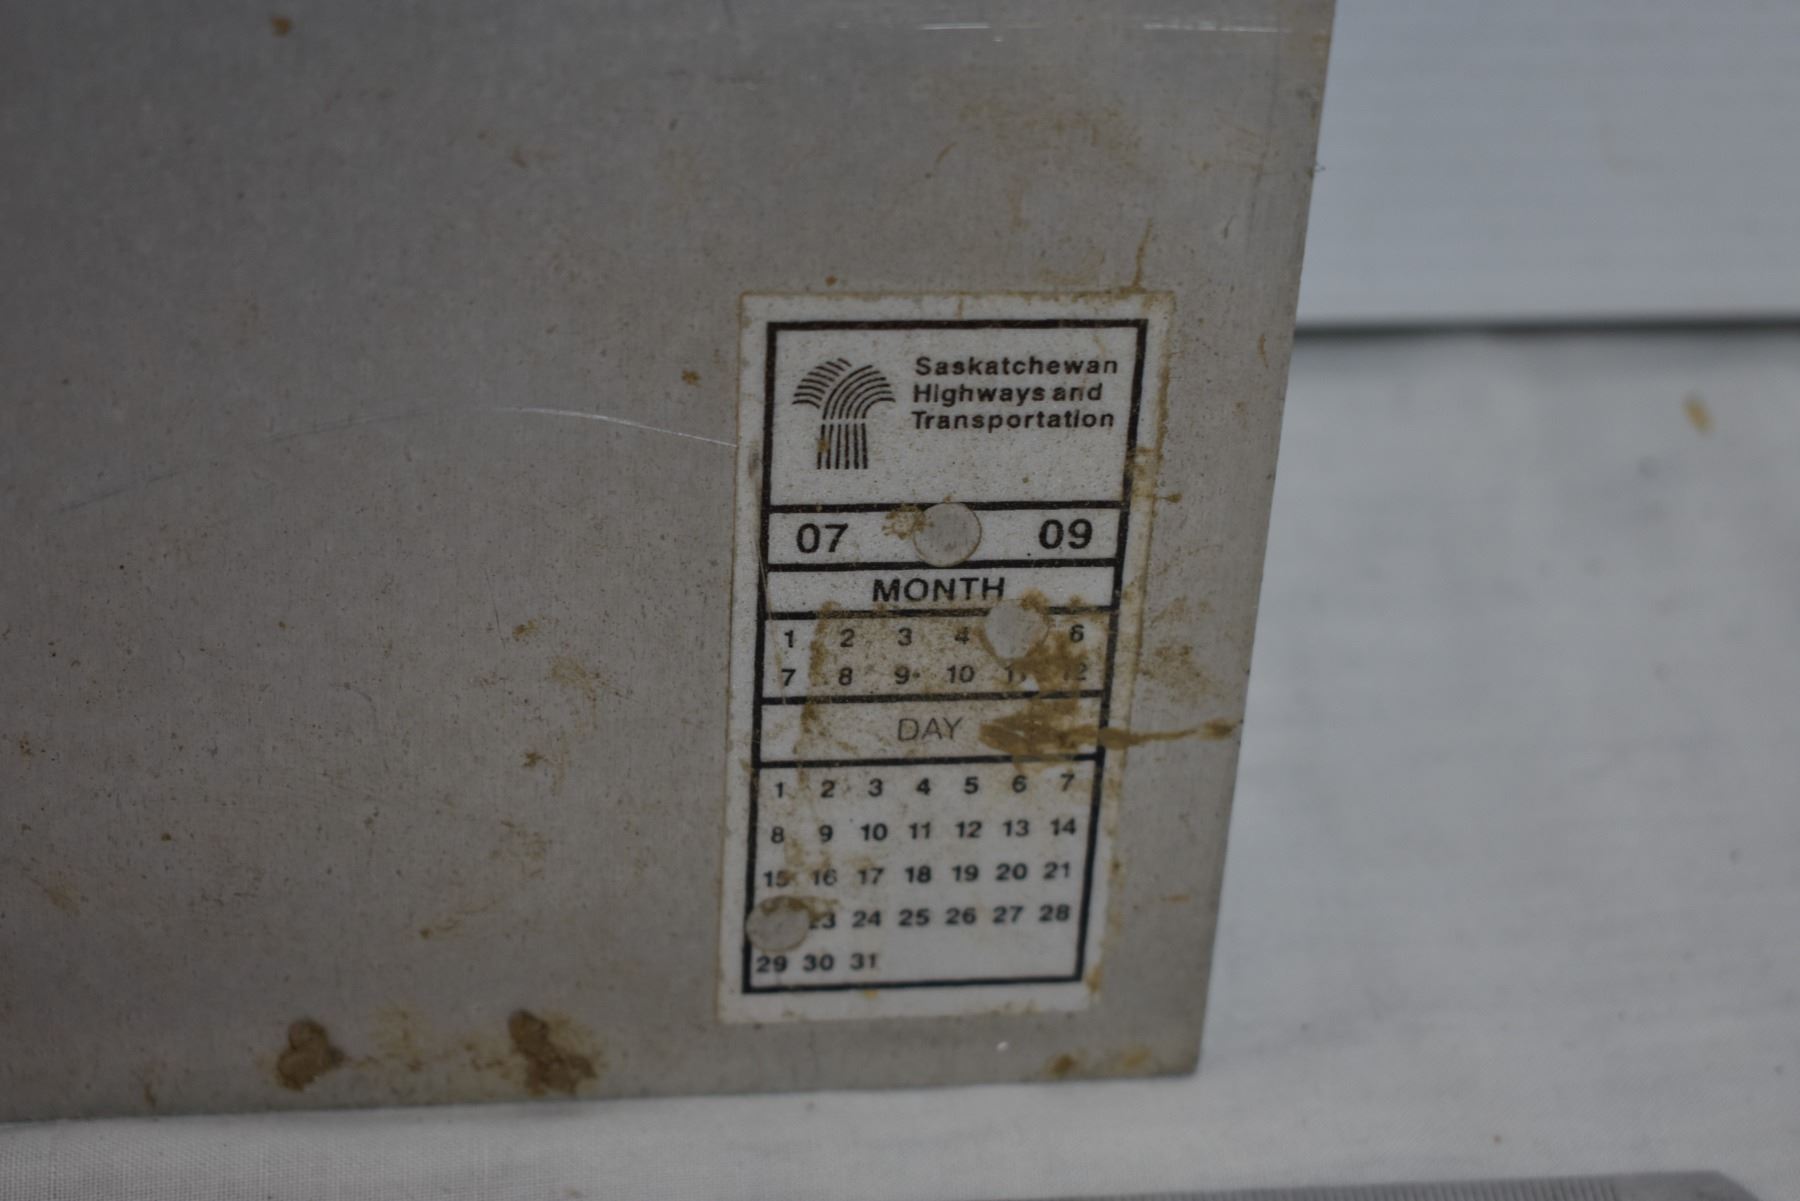 Saskatchewan
Highways and
Transportation
07 09
MONTH
1 2 3 4 6
7 8 9 10 11 12
DAY
1 2 3 4 5 6 7
8 9 10 11 12 13 14
15 16 17 18 19 20 21
23 24 25 26 27 28
29 30 31